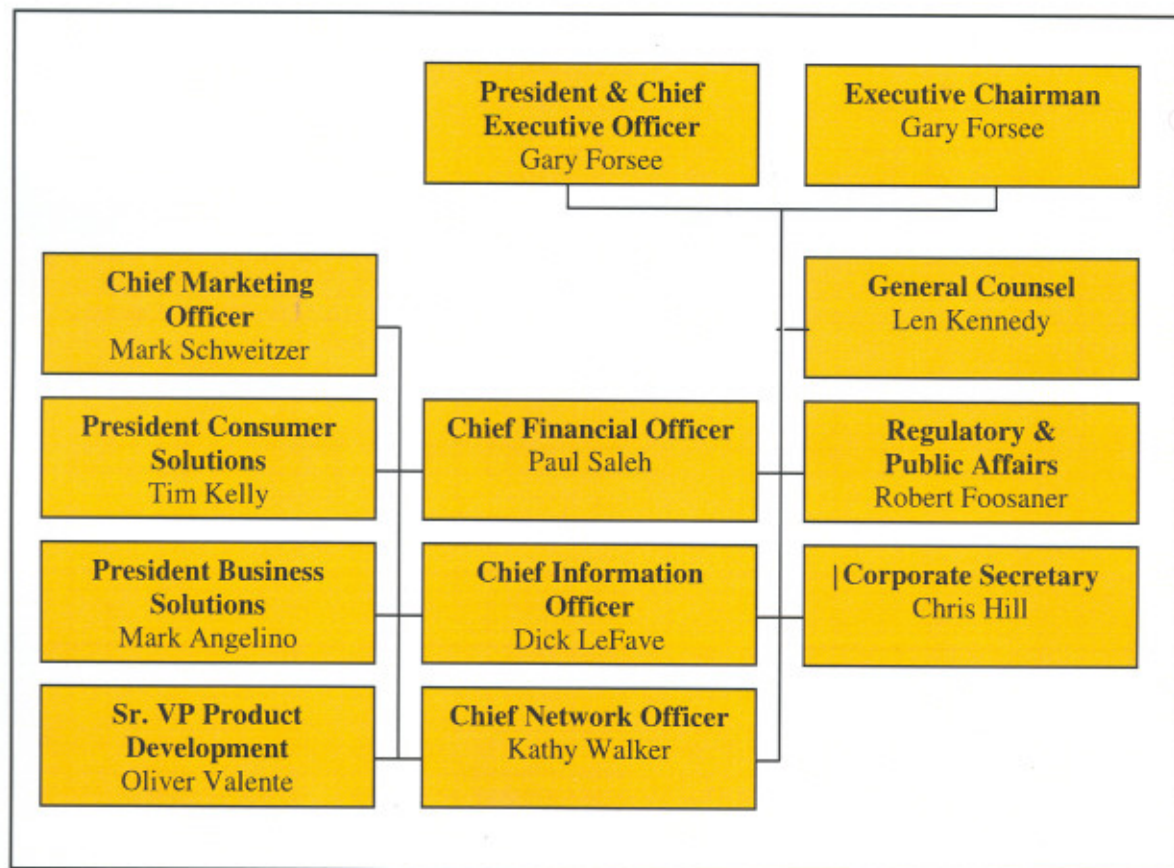 President & Chief
Executive Officer
Gary Forsee
Executive Chairman
Gary Forsee
Chief Marketing
Officer
Mark Schweitzer
General Counsel
Len Kennedy
President Consumer
Solutions
Tim Kelly
Chief Financial Officer
Paul Saleh
Regulatory &
Public Affairs
Robert Foosaner
President Business
Solutions
Mark Angelino
Chief Information
Officer
Dick LeFave
|Corporate Secretary
Chris Hill
Sr. VP Product
Development
Oliver Valente
Chief Network Officer
Kathy Walker